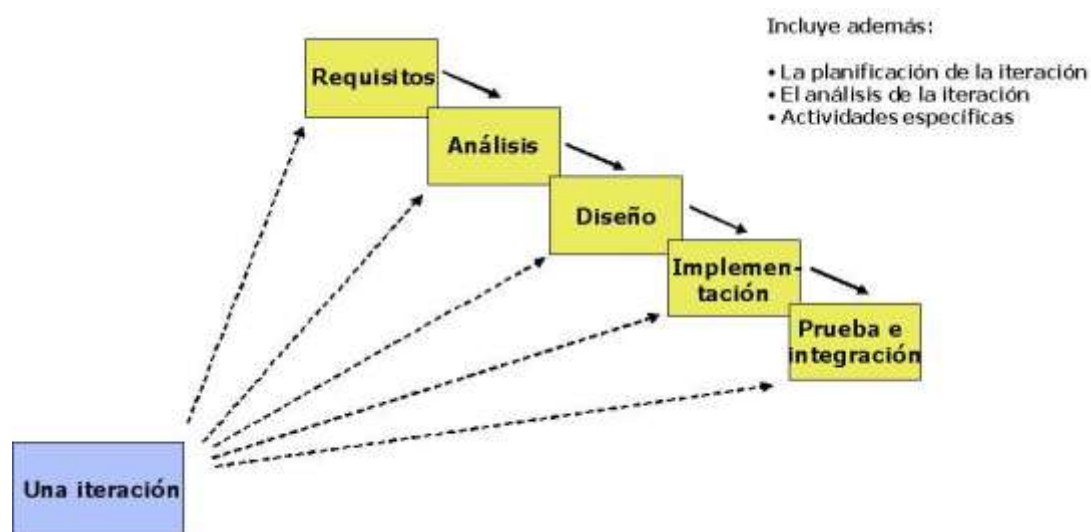 Incluye además:
• La planificación de la iteración
• El análisis de la iteración
• Actividades específicas
Requisitos
Análisis
Diseño
Implemen-
tación
Prueba e
integración
Una iteración